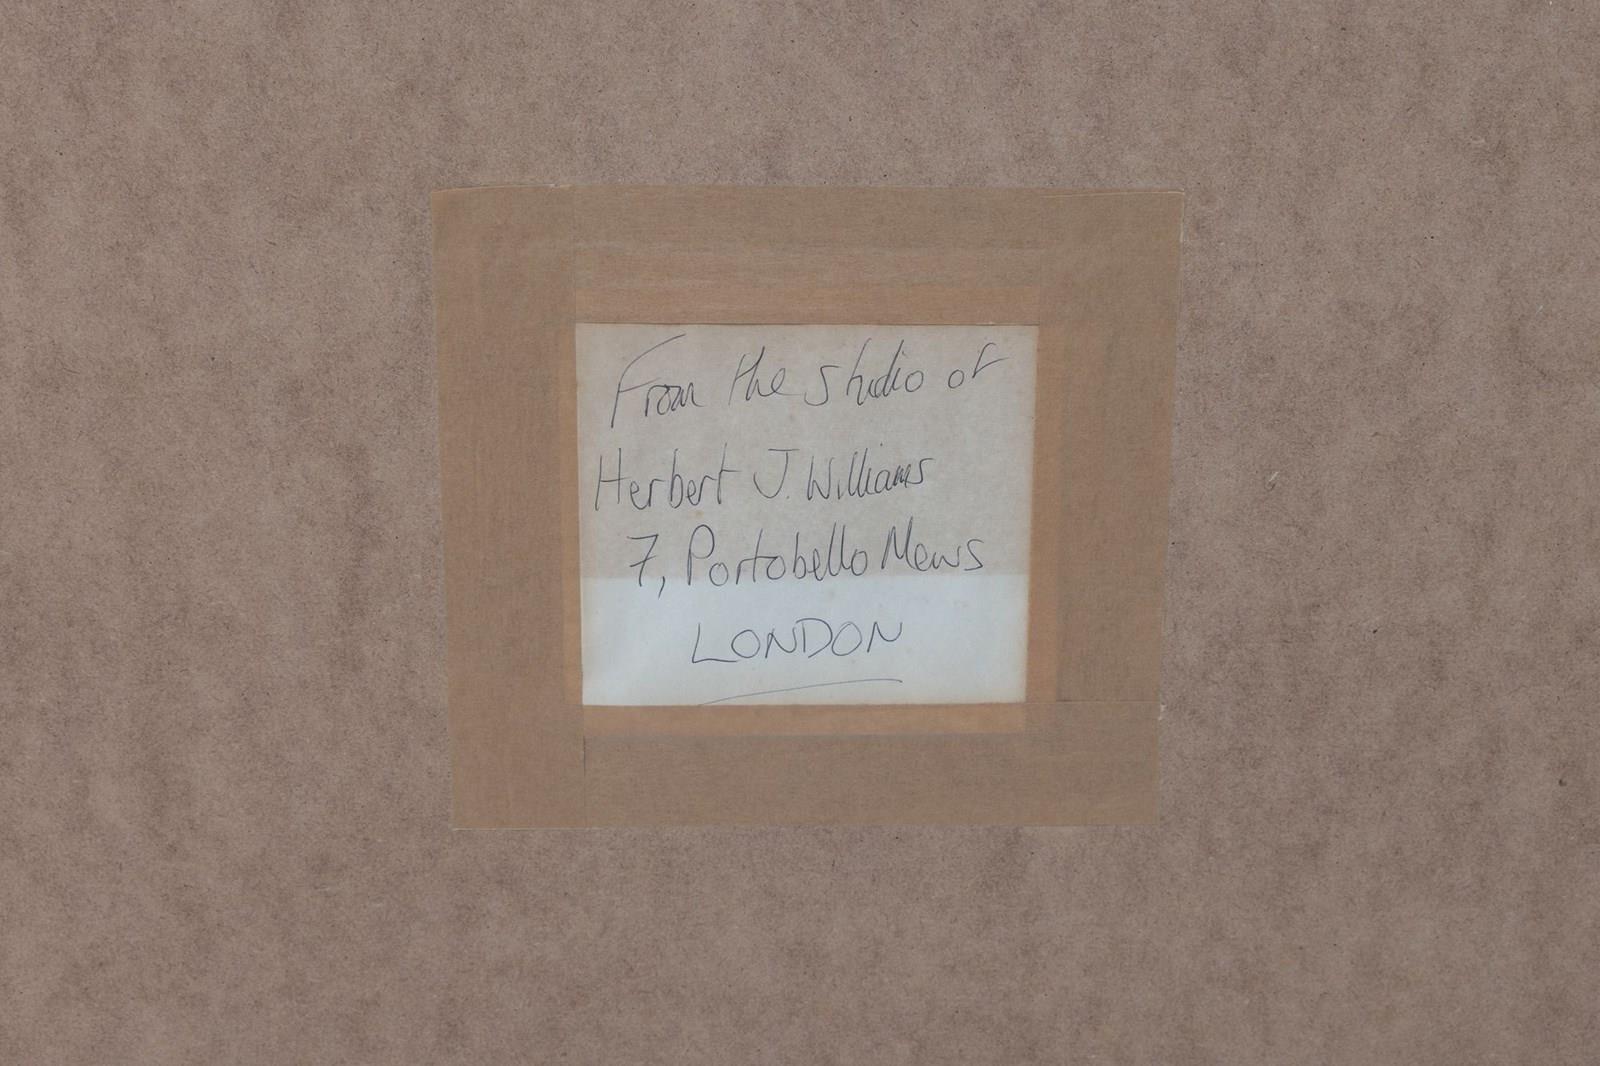 From the studio of
Herbert J. Williams
7, Portobello Mews
LONDON